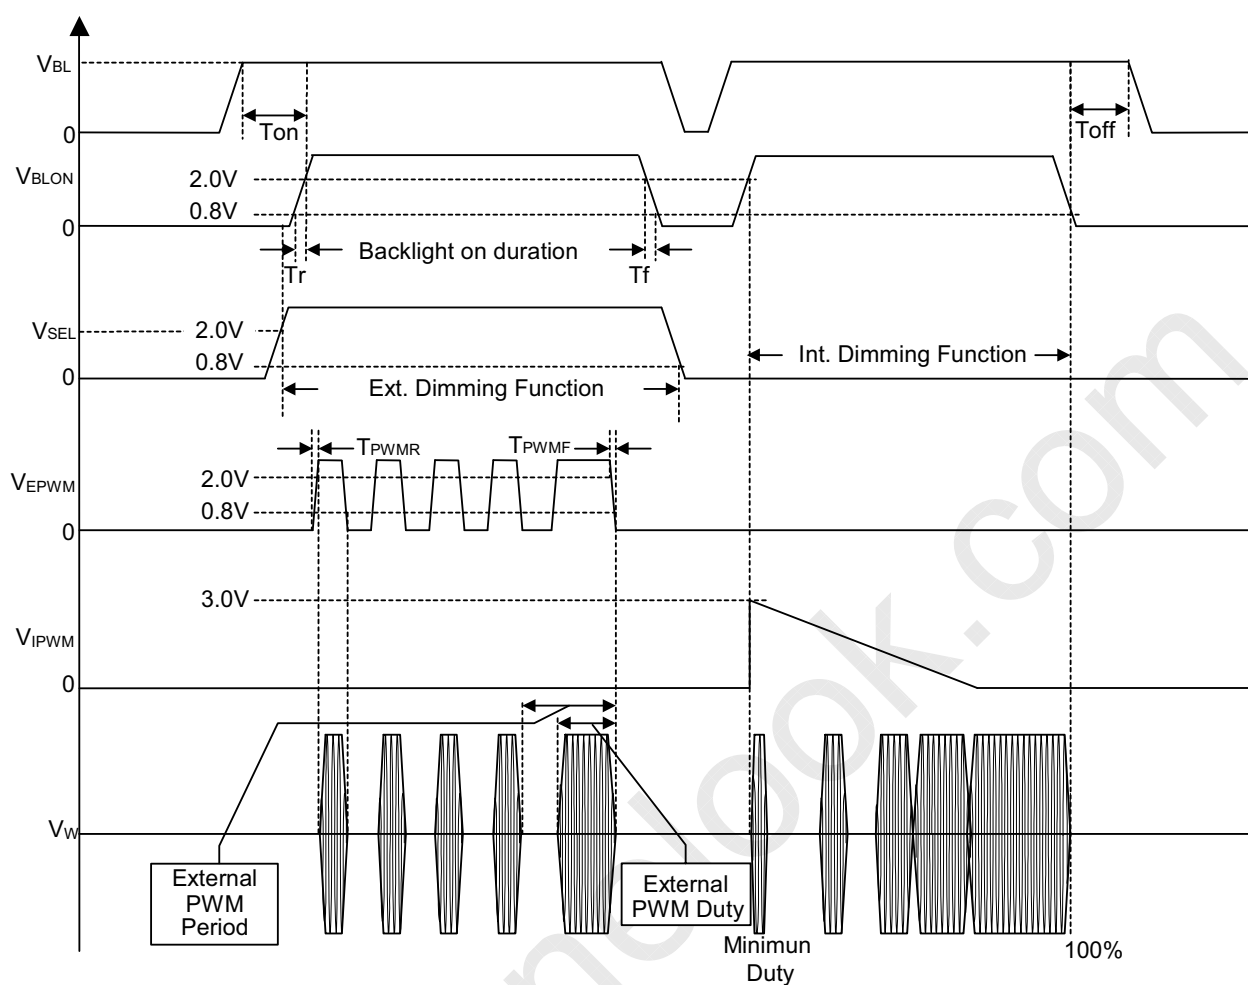 VBL
0
Ton
Toff
VBLON
2.0V
0.8V
0
Tr
Backlight on duration
Tf
VSEL
2.0V
0.8V
0
Ext. Dimming Function
Int. Dimming Function
TPWMR
TPWMF
VEPWM
2.0V
0.8V
0
3.0V
VIPWM
0
VW
External
PWM
Period
External
PWM Duty
Minimun
Duty
100%
nelook.com